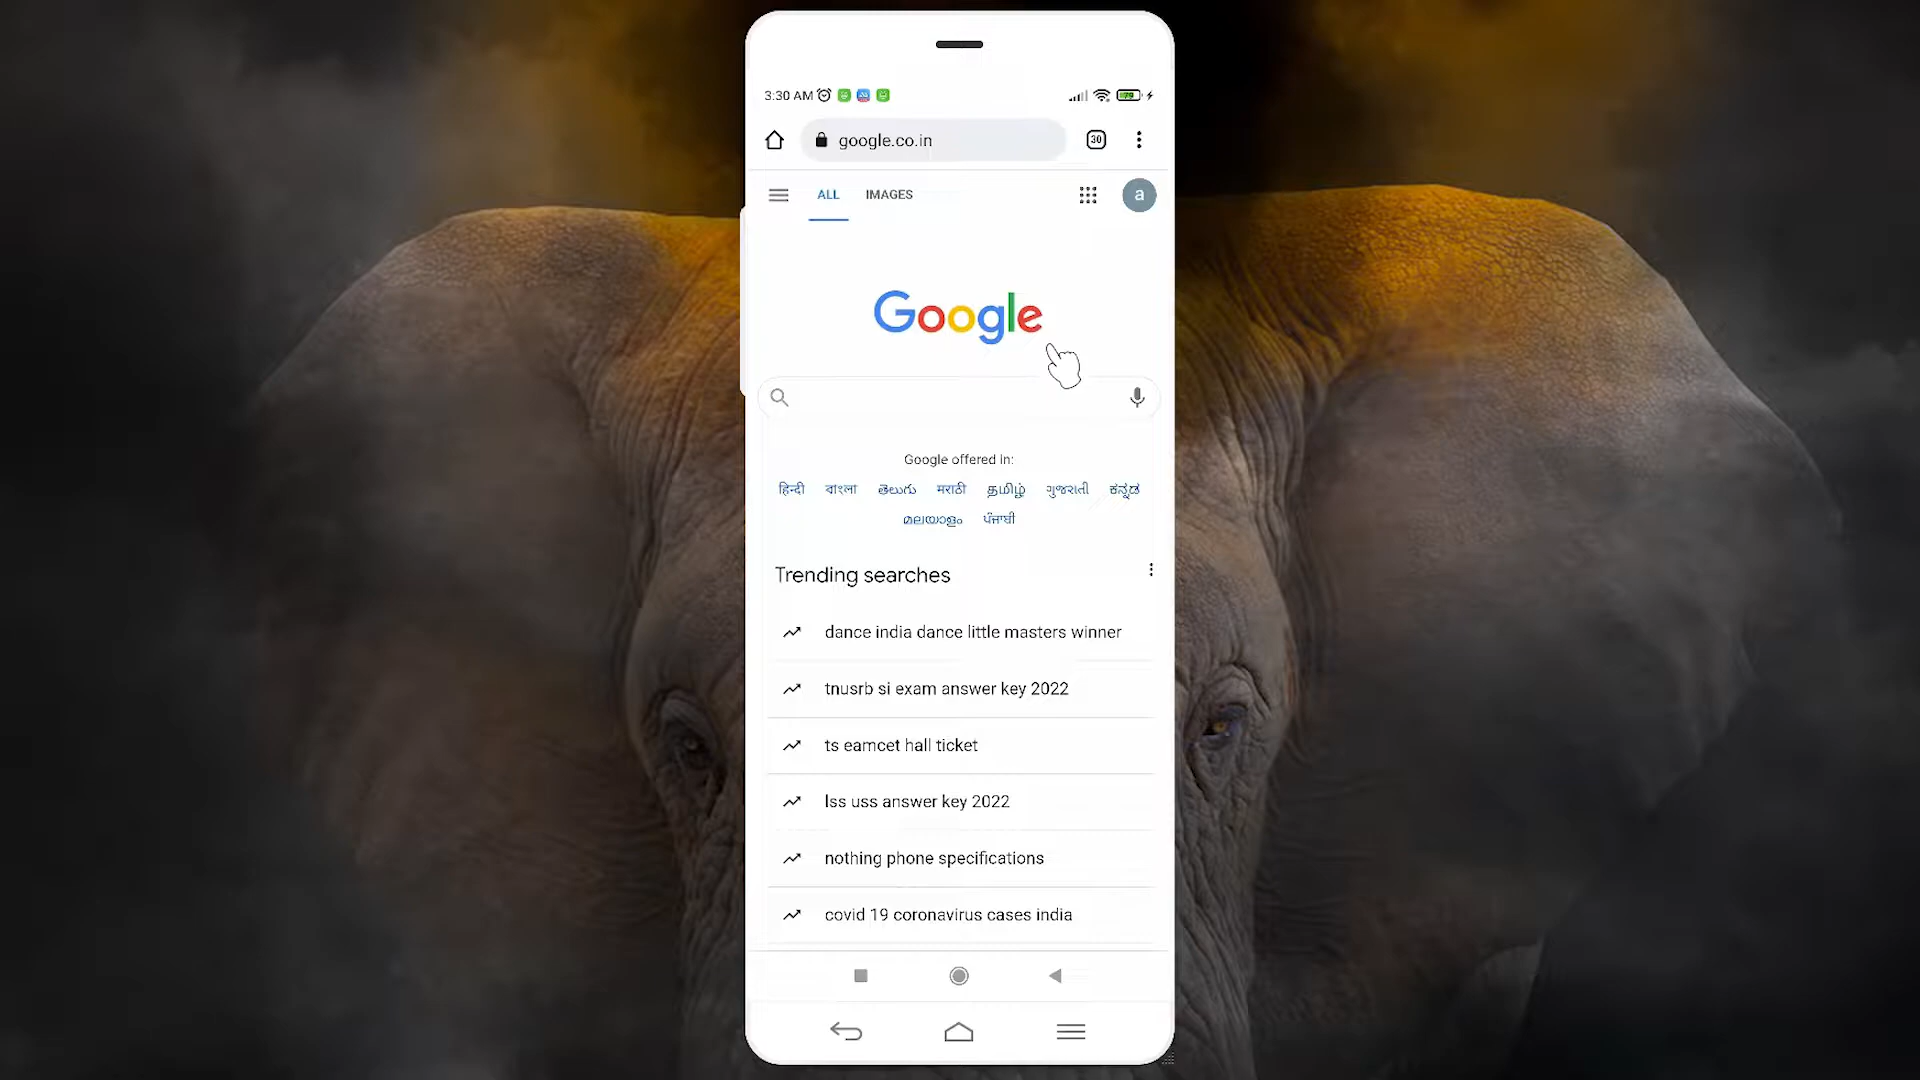 3:30 AM
79
google.co.in
30
ALL IMAGES
a
Google
Google offered in:
हिन्दी বাংলা తెలుగు मराठी தமிழ் ગુજરાતી ಕನ್ನಡ
മലയാളം ਪੰਜਾਬੀ
Trending searches
dance india dance little masters winner
tnusrb si exam answer key 2022
ts eamcet hall ticket
lss uss answer key 2022
nothing phone specifications
covid 19 coronavirus cases india